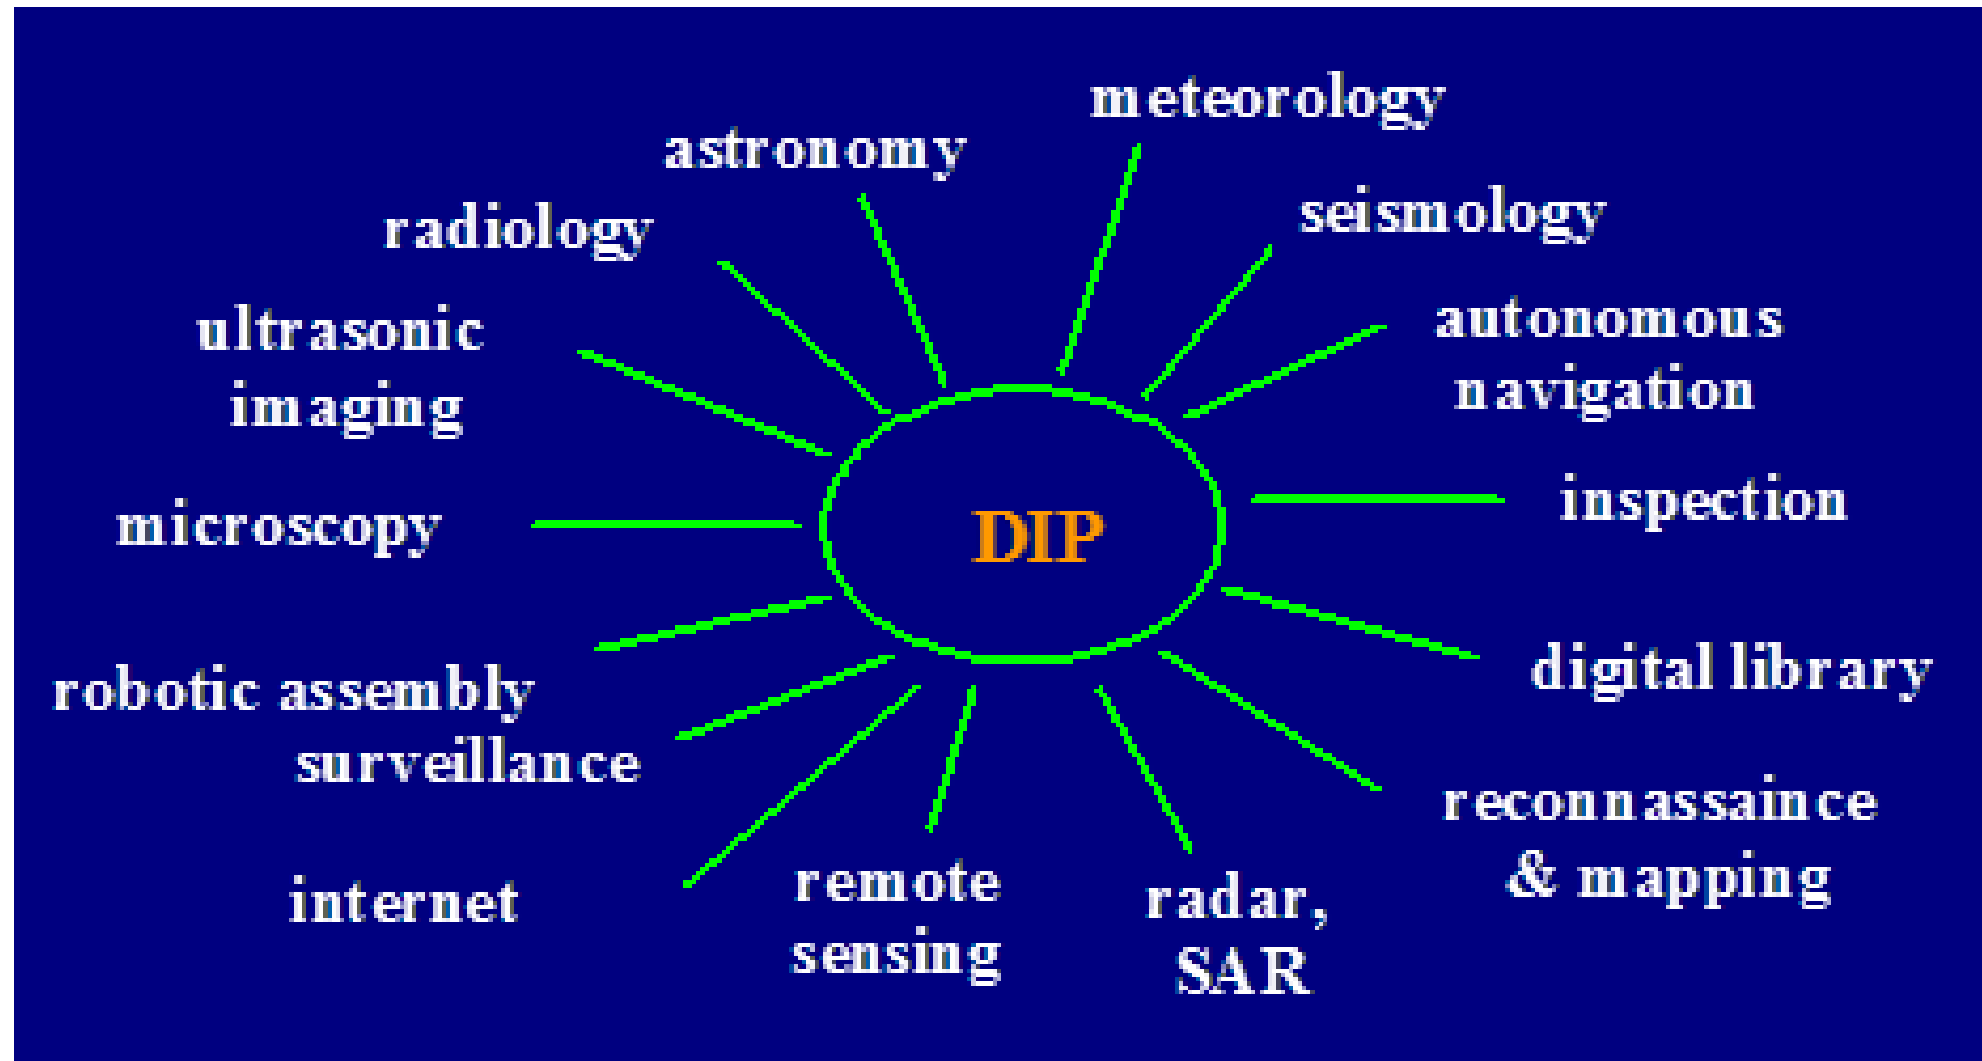 meteorology
astronomy
seismology
radiology
autonomous
navigation
ultrasonic
imaging
inspection
microscopy
DIP
digital library
robotic assembly
surveillance
reconnassaince
& mapping
internet
remote
sensing
radar,
SAR